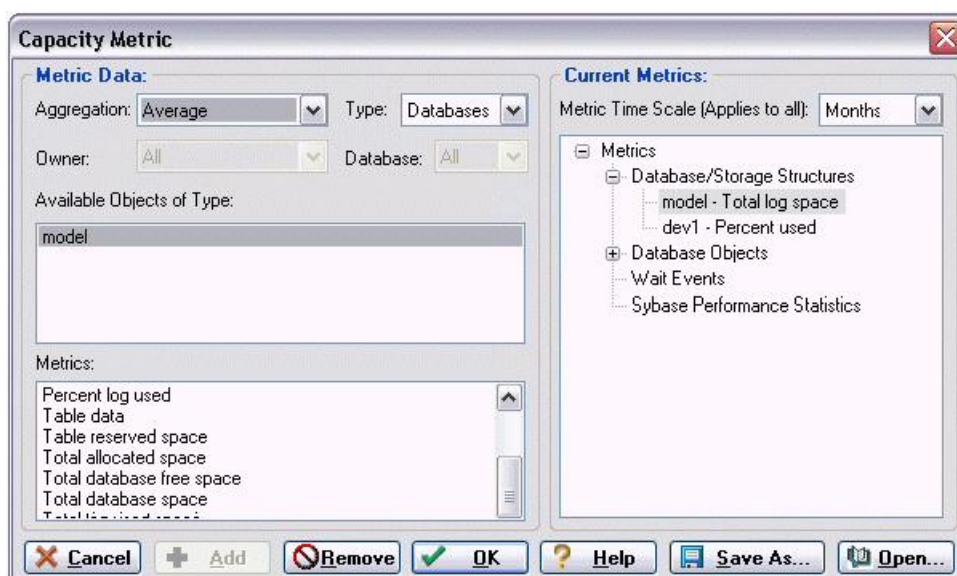 Capacity Metric
Metric Data:
Aggregation: Average Type: Databases
Owner: All Database: All
Available Objects of Type:
model
Metrics:
Percent log used
Table data
Table reserved space
Total allocated space
Total database free space
Total database space
Current Metrics:
Metric Time Scale (Applies to all): Months
Metrics
Database/Storage Structures
model - Total log space
dev1 - Percent used
Database Objects
Wait Events
Sybase Performance Statistics
Cancel Add Remove OK Help Save As... Open...